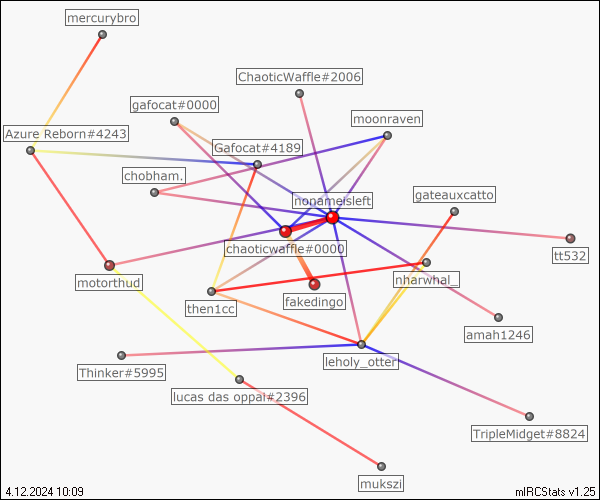 mercurybro
ChaoticWaffle#2006
gafocat#0000
moonraven
Azure Reborn#4243
Gafocat#4189
chobham.
nonameisleft
gateauxcatto
chaoticwaffle#0000
tt532
motorthud
nharwhal_
fakedingo
then1cc
amah1246
leholy_otter
Thinker#5995
lucas das oppai#2396
TripleMidget#8824
mukszi
4.12.2024 10:09
mIRCStats v1.25